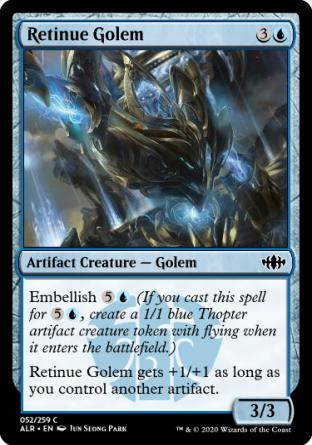 Retinue Golem 3
Artifact Creature — Golem
Embellish 5 (If you cast this spell
for 5 , create a 1/1 blue Thopter
artifact creature token with flying when
it enters the battlefield.)
Retinue Golem gets +1/+1 as long as
you control another artifact.
3/3
052/259 C
ALR • EN Jun Seong Park
™ & © 2020 Wizards of the Coast